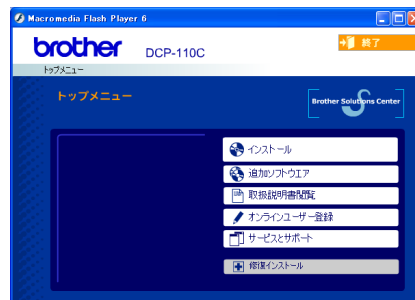 Macromedia Flash Player 6
brother DCP-110C
終了
トップメニュー
トップメニュー
Brother Solutions Center
インストール
追加ソフトウエア
取扱説明書閲覧
オンラインユーザー登録
サービスとサポート
修復インストール